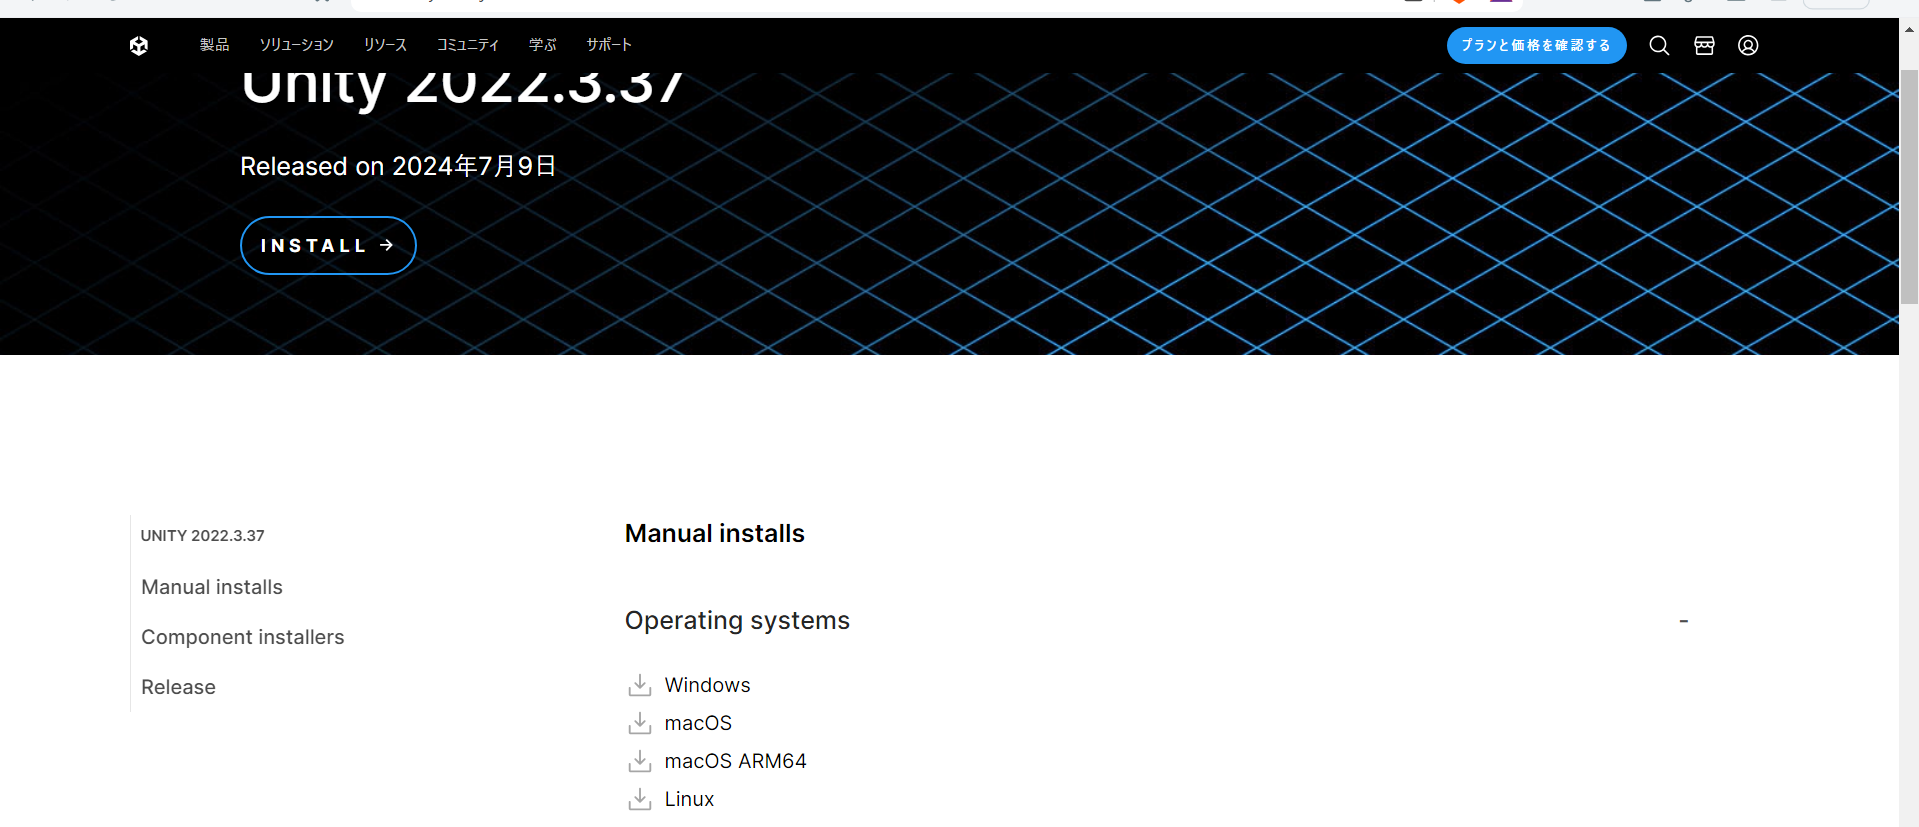 製品 ソリューション リソース コミュニティ 学ぶ サポート プランと価格を確認する
Unity 2022.3.37
Released on 2024年7月9日
INSTALL →
UNITY 2022.3.37
Manual installs
Component installers
Release
Manual installs
Operating systems -
Windows
macOS
macOS ARM64
Linux